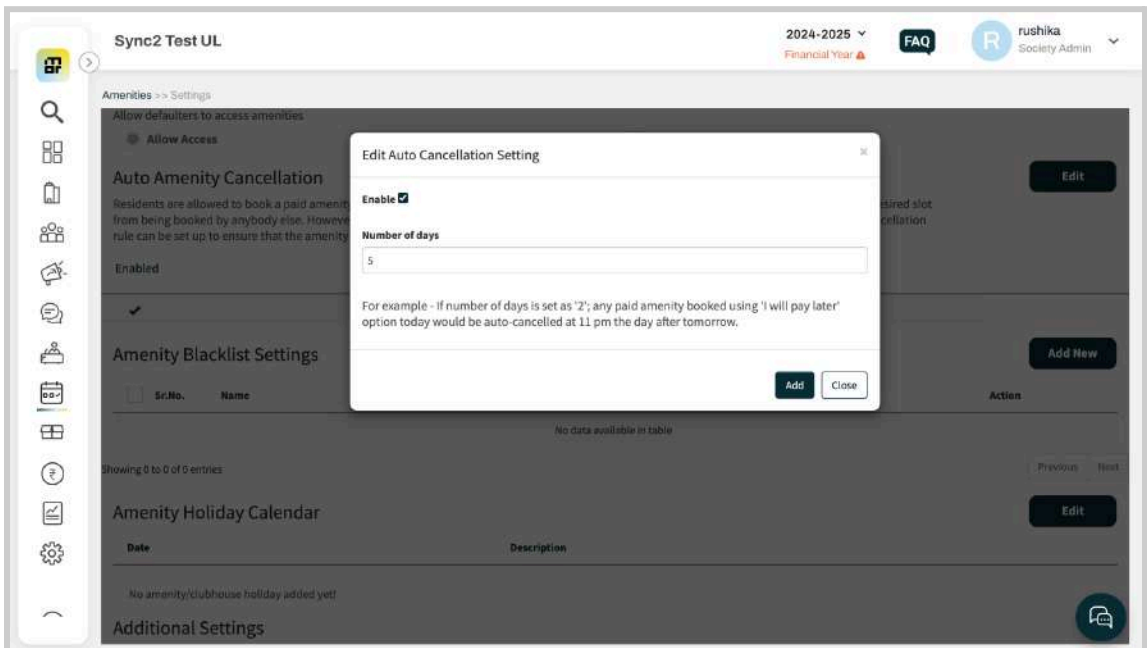 Sync2 Test UL
2024-2025
Financial Year
FAQ
R
rushika
Society Admin
Amenities >> Settings
Allow defaulters to access amenities
Allow Access
Auto Amenity Cancellation
Edit
Residents are allowed to book a paid amenit
sired slot
from being booked by anybody else. Howeve
cellation
rule can be set up to ensure that the amenity
Enabled
Edit Auto Cancellation Setting
×
Enable
Number of days
5
For example - If number of days is set as '2'; any paid amenity booked using 'I will pay later'
option today would be auto-cancelled at 11 pm the day after tomorrow.
Add
Close
Amenity Blacklist Settings
Add New
Sr.No.
Name
Action
No data available in table
Showing 0 to 0 of 0 entries
Previous
Next
Amenity Holiday Calendar
Edit
Date
Description
No amenity/clubhouse holiday added yet!
Additional Settings